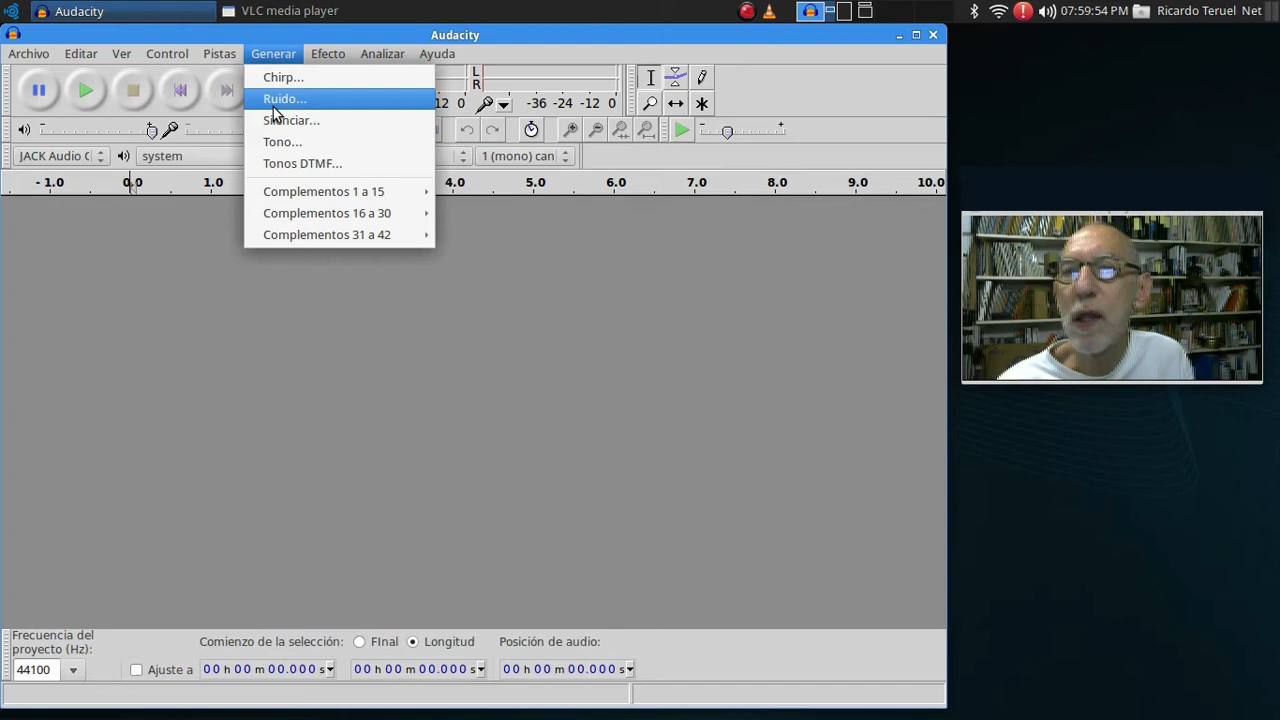 Audacity
VLC media player
07:59:54 PM
Ricardo Teruel Net
Audacity
Archivo Editar Ver Control Pistas Generar Efecto Analizar Ayuda
Chirp...
Ruido...
Silenciar...
Tono...
Tonos DTMF...
Complementos 1 a 15
Complementos 16 a 30
Complementos 31 a 42
L
R
12 0
-36 -24 -12 0
JACK Audio C
system
1 (mono) can
- 1.0 0.0 1.0 4.0 5.0 6.0 7.0 8.0 9.0 10.0
Frecuencia del
proyecto (Hz):
44100
Ajuste a
Comienzo de la selección:
FInal
Longitud
Posición de audio:
00 h 00 m 00.000 s
00 h 00 m 00.000 s
00 h 00 m 00.000 s